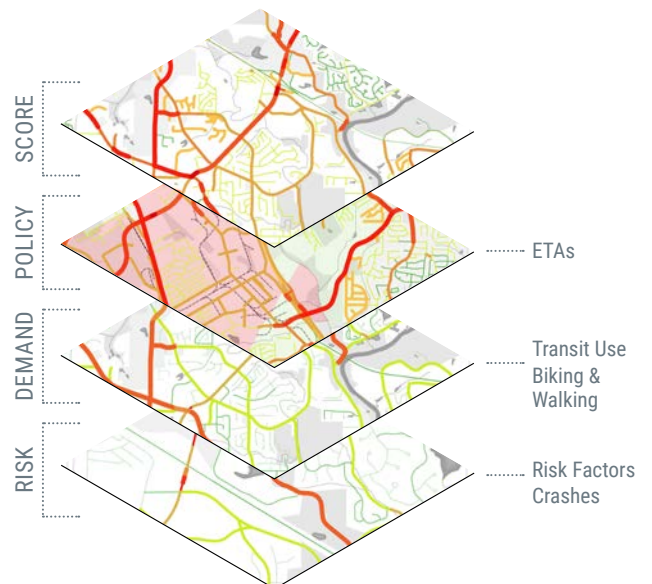 SCORE
POLICY
ETAs
DEMAND
Transit Use
Biking &
Walking
RISK
Risk Factors
Crashes